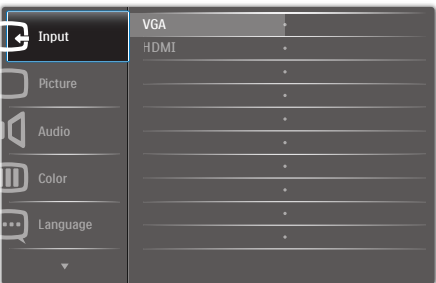 Input
Picture
Audio
Color
Language
VGA
HDMI